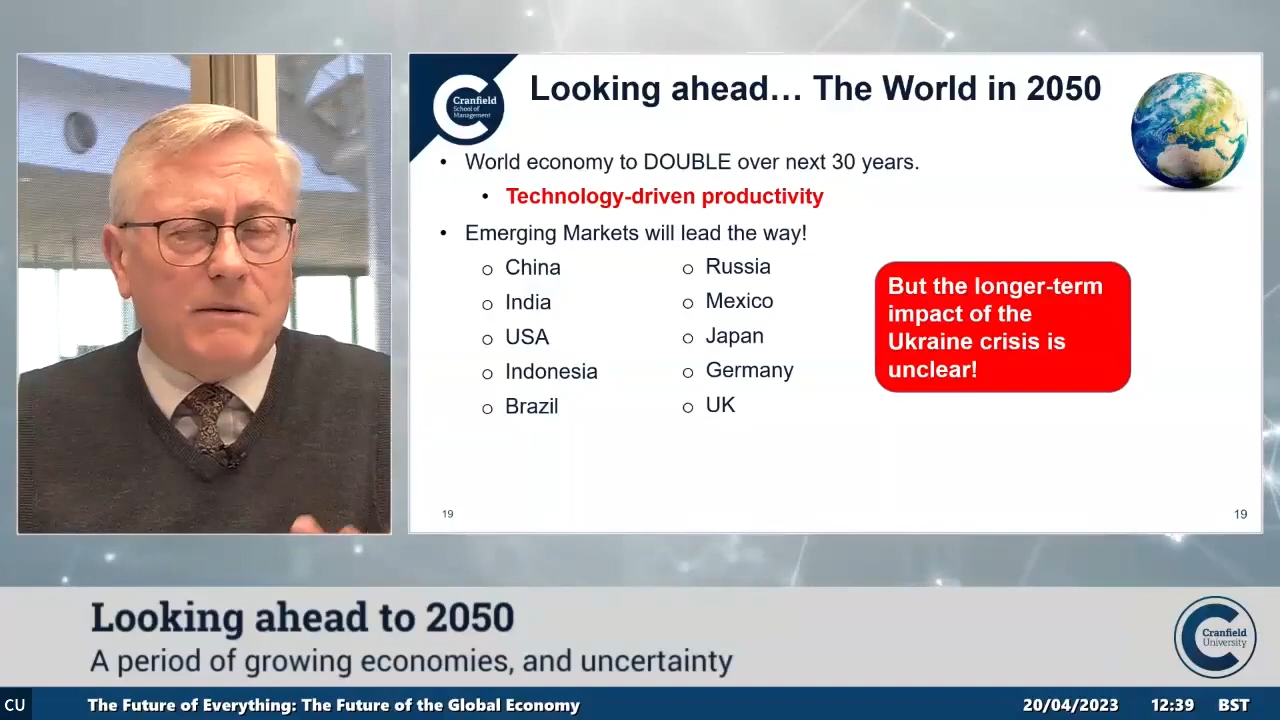 Cranfield
School of
Management
Looking ahead… The World in 2050
• World economy to DOUBLE over next 30 years.
• Technology-driven productivity
• Emerging Markets will lead the way!
o China
o India
o USA
o Indonesia
o Brazil
o Russia
o Mexico
o Japan
o Germany
o UK
But the longer-term
impact of the
Ukraine crisis is
unclear!
19
19
Looking ahead to 2050
A period of growing economies, and uncertainty
Cranfield
University
CU
The Future of Everything: The Future of the Global Economy
20/04/2023 12:39 BST